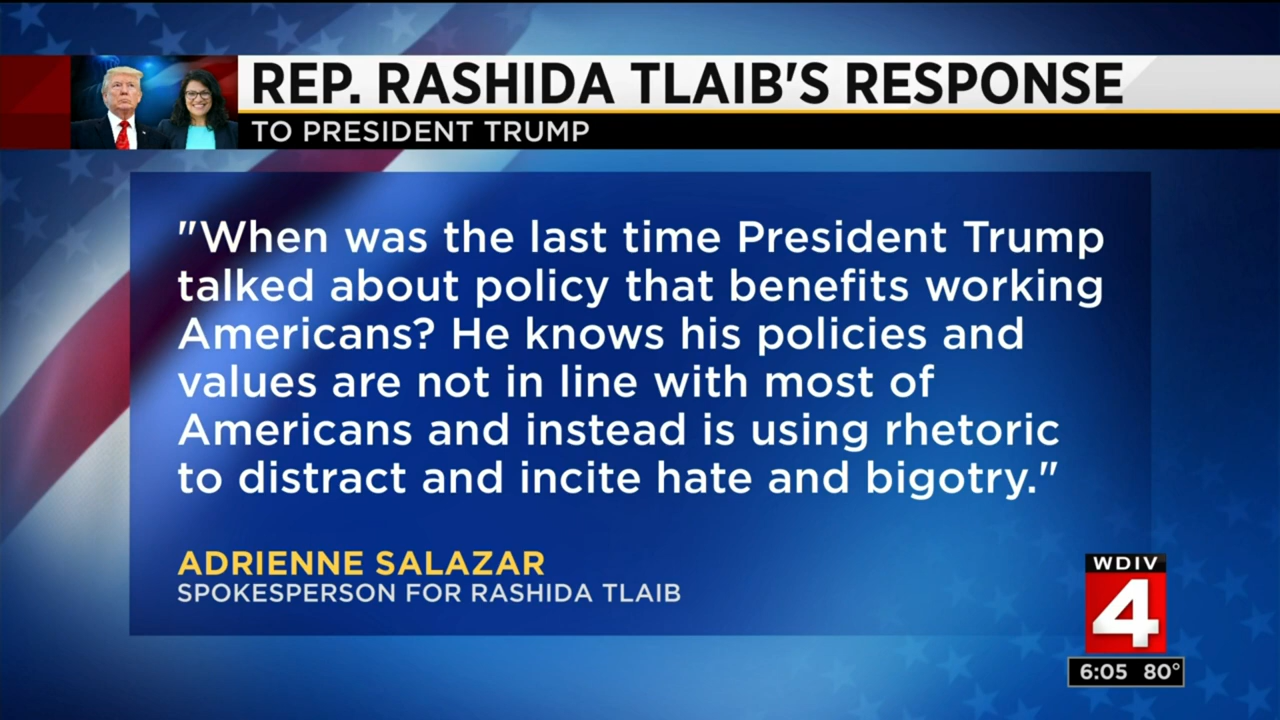 REP. RASHIDA TLAIB'S RESPONSE
TO PRESIDENT TRUMP
"When was the last time President Trump
talked about policy that benefits working
Americans? He knows his policies and
values are not in line with most of
Americans and instead is using rhetoric
to distract and incite hate and bigotry."
ADRIENNE SALAZAR
SPOKESPERSON FOR RASHIDA TLAIB
WDIV
4
6:05 80°